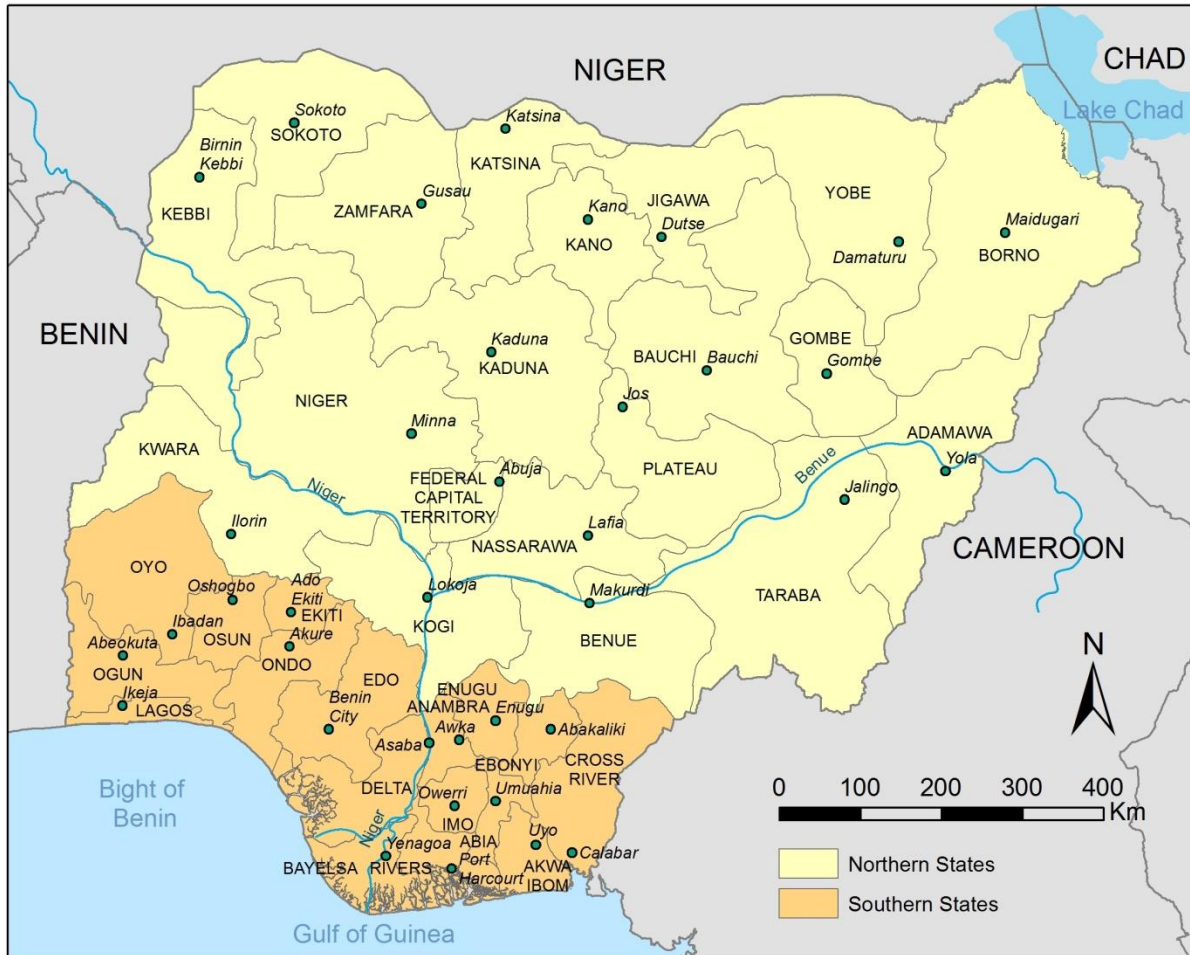 NIGER
CHAD
Lake Chad
Sokoto
SOKOTO
Katsina
KATSINA
Birnin
Kebbi
KEBBI
Gusau
ZAMFARA
Kano
KANO
JIGAWA
Dutse
YOBE
Damaturu
Maidugari
BORNO
BENIN
Kaduna
KADUNA
BAUCHI
Bauchi
GOMBE
Gombe
NIGER
Jos
Minna
KWARA
ADAMAWA
Yola
Abuja
FEDERAL
CAPITAL
TERRITORY
PLATEAU
Benue
Niger
Jalingo
Ilorin
Lafia
NASSARAWA
CAMEROON
OYO
Oshogbo
Ado
Ekiti
EKITI
Lokoja
KOGI
Makurdi
TARABA
Ibadan
OSUN
Akure
BENUE
Abeokuta
OGUN
ONDO
Ikeja
LAGOS
EDO
Benin
City
ENUGU
ANAMBRA
Enugu
Awka
Asaba
Abakaliki
EBONYI
CROSS
RIVER
N
Bight of
Benin
DELTA
Owerri
IMO
Umuahia
ABIA
Niger
Yenagoa
BAYELSA
RIVERS
Port
Harcourt
Uyo
AKWA
IBOM
Calabar
Gulf of Guinea
0 100 200 300 400
Km
Northern States
Southern States